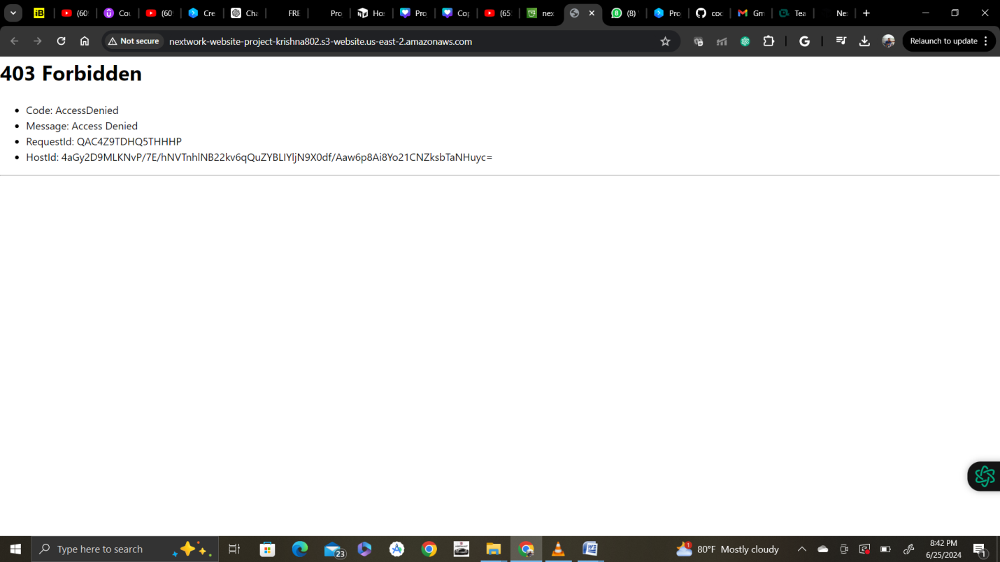 iB (60 Cou (60 Cre Cha FRE Pro Hos Pro Cop (65 nex (8) Pro coc Gm Tea Ne
Not secure nextwork-website-project-krishna802.s3-website.us-east-2.amazonaws.com G Relaunch to update
403 Forbidden
Code: AccessDenied
Message: Access Denied
RequestId: QAC4Z9TDHQ5THHHP
HostId: 4aGy2D9MLKNvP/7E/hNVTnhlNB22kv6qQuZYBLIYljN9X0df/Aaw6p8Ai8Yo21CNZksbTaNHuyc=
Type here to search 23 1 80°F Mostly cloudy 8:42 PM
6/25/2024 1